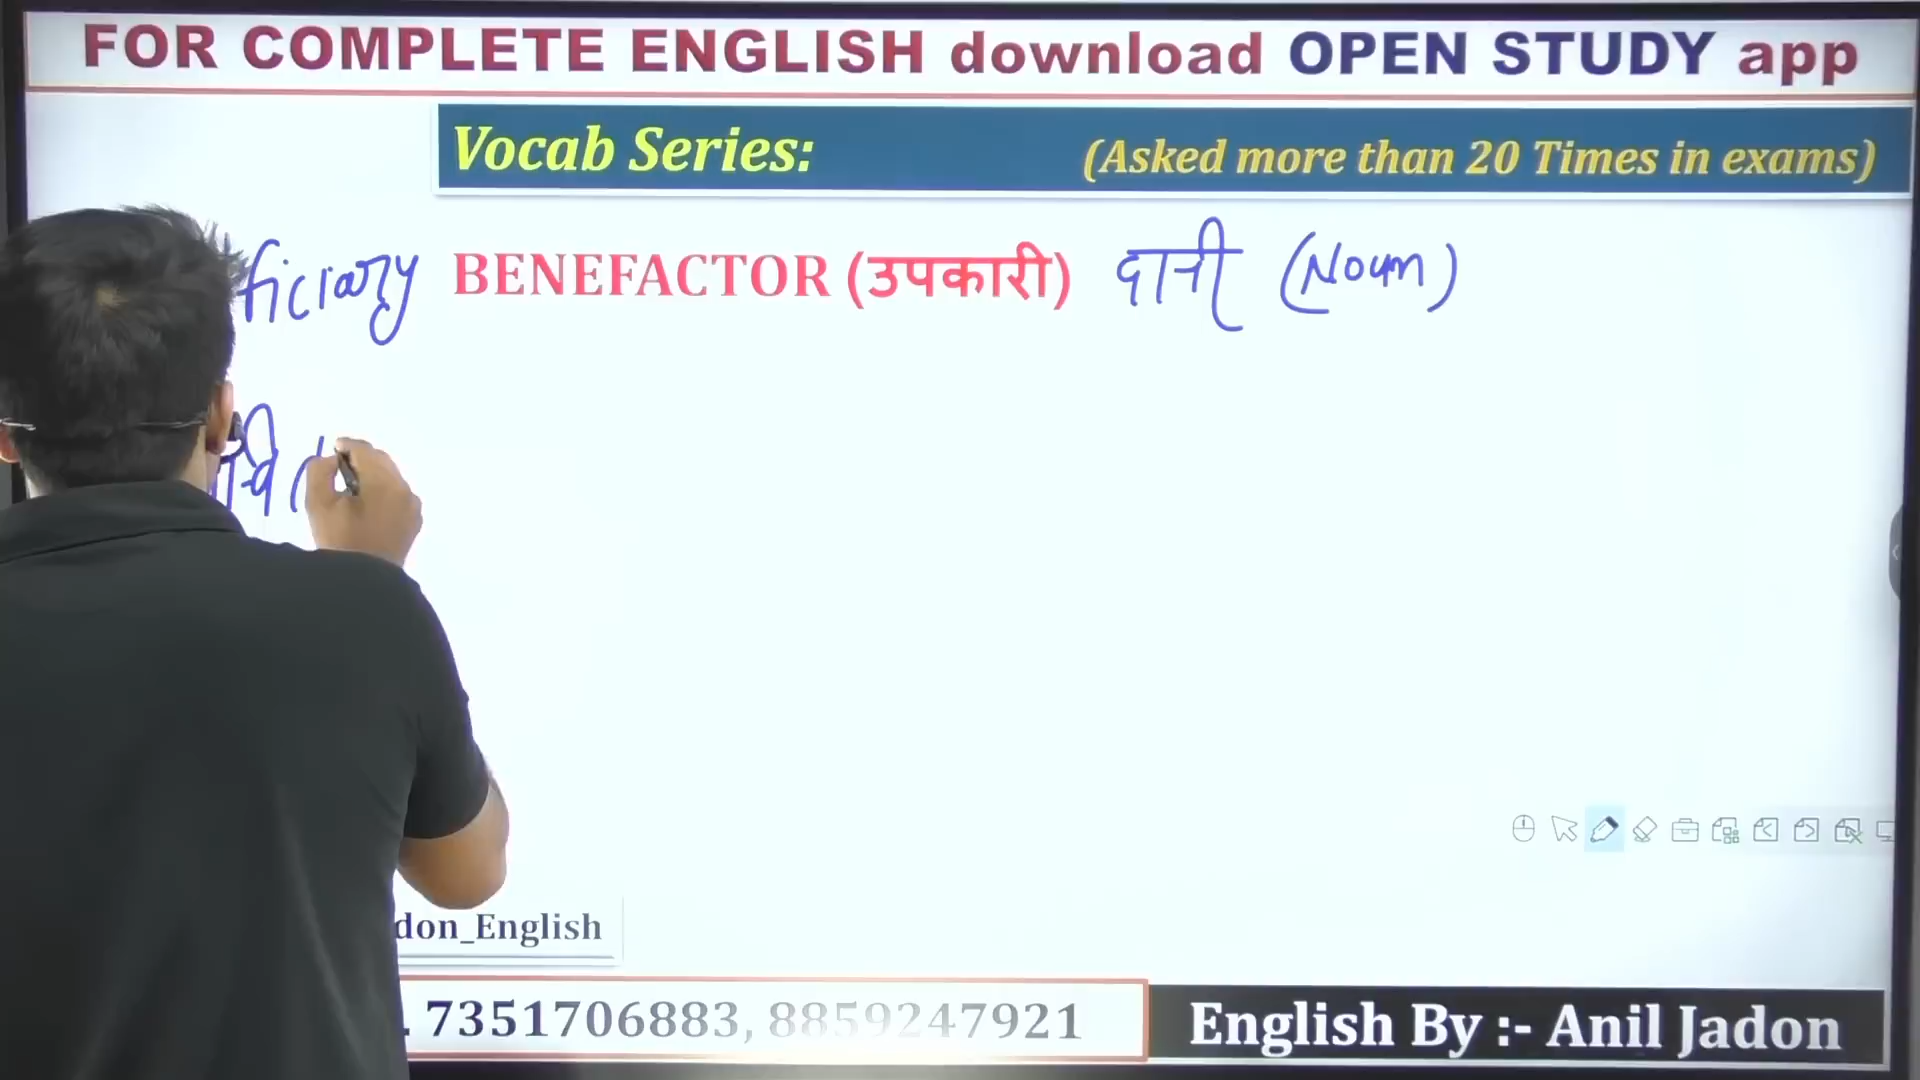 FOR COMPLETE ENGLISH download OPEN STUDY app
Vocab Series: (Asked more than 20 Times in exams)
ficiary BENEFACTOR (उपकारी) दानी (Noun)
don_English
. 7351706883, 8859247921
English By :- Anil Jadon